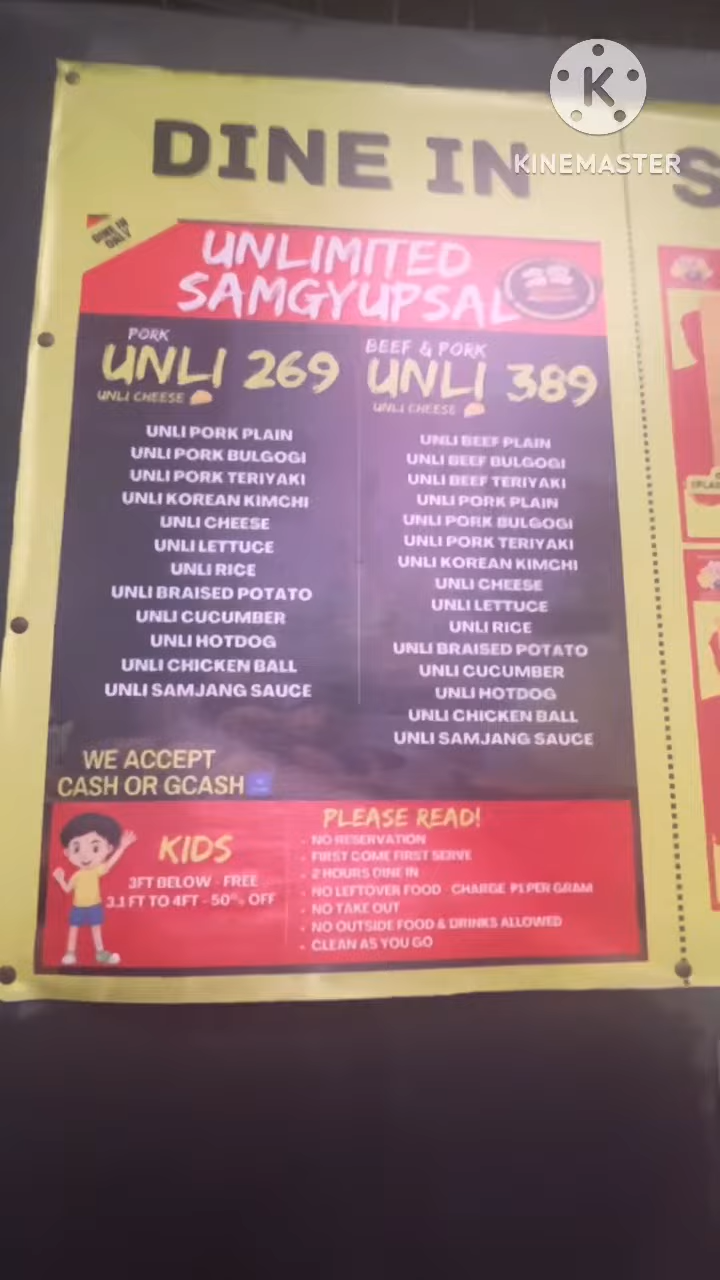 KINEMASTER
DINE IN
DINE IN
ONLY
UNLIMITED
SAMGYUPSAL
PORK
UNLI 269
UNLI CHEESE
UNLI PORK PLAIN
UNLI PORK BULGOGI
UNLI PORK TERIYAKI
UNLI KOREAN KIMCHI
UNLI CHEESE
UNLI LETTUCE
UNLI RICE
UNLI BRAISED POTATO
UNLI CUCUMBER
UNLI HOTDOG
UNLI CHICKEN BALL
UNLI SAMJANG SAUCE
BEEF & PORK
UNLI 389
UNLI CHEESE
UNLI BEEF PLAIN
UNLI BEEF BULGOGI
UNLI BEEF TERIYAKI
UNLI PORK PLAIN
UNLI PORK BULGOGI
UNLI PORK TERIYAKI
UNLI KOREAN KIMCHI
UNLI CHEESE
UNLI LETTUCE
UNLI RICE
UNLI BRAISED POTATO
UNLI CUCUMBER
UNLI HOTDOG
UNLI CHICKEN BALL
UNLI SAMJANG SAUCE
WE ACCEPT
CASH OR GCASH
KIDS
3FT BELOW - FREE
3.1 FT TO 4FT - 50% OFF
PLEASE READ!
• NO RESERVATION
• FIRST COME FIRST SERVE
• 2 HOURS DINE IN
• NO LEFTOVER FOOD - CHARGE P1 PER GRAM
• NO TAKE OUT
• NO OUTSIDE FOOD & DRINKS ALLOWED
• CLEAN AS YOU GO